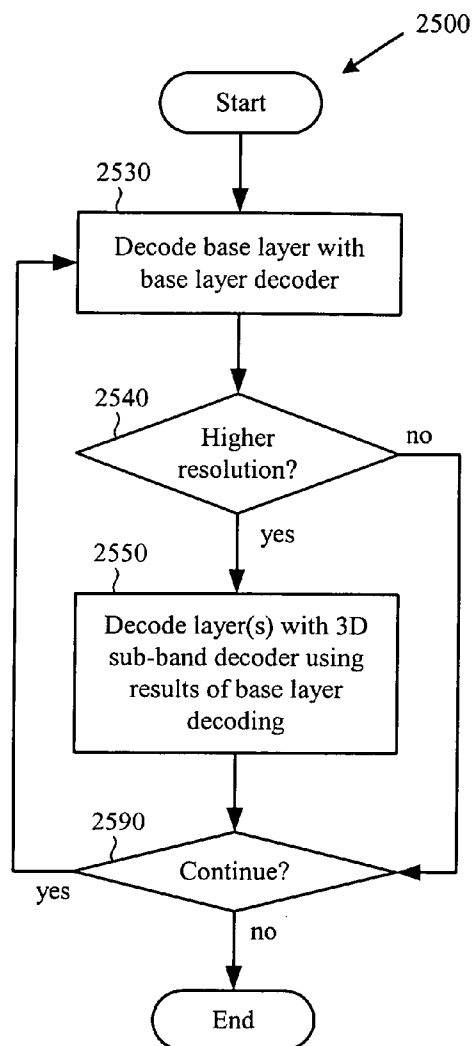 2500
Start
2530
Decode base layer with
base layer decoder
2540
Higher
resolution?
no
yes
2550
Decode layer(s) with 3D
sub-band decoder using
results of base layer
decoding
2590
Continue?
yes
no
End